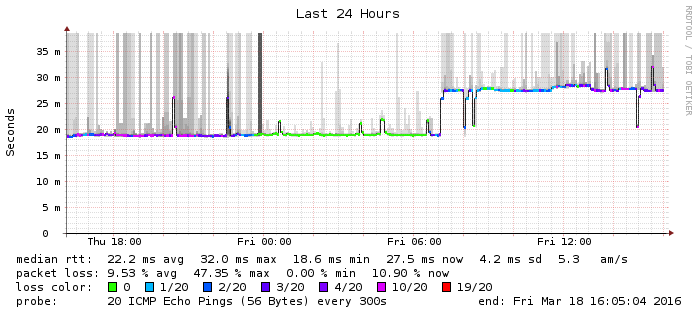 Last 24 Hours
RRDTOOL / TOBI OETIKER
Seconds
35 m
30 m
25 m
20 m
15 m
10 m
5 m
0
Thu 18:00 Fri 00:00 Fri 06:00 Fri 12:00
median rtt: 22.2 ms avg 32.0 ms max 18.6 ms min 27.5 ms now 4.2 ms sd 5.3 am/s
packet loss: 9.53 % avg 47.35 % max 0.00 % min 10.90 % now
loss color: 0 1/20 2/20 3/20 4/20 10/20 19/20
probe: 20 ICMP Echo Pings (56 Bytes) every 300s end: Fri Mar 18 16:05:04 2016